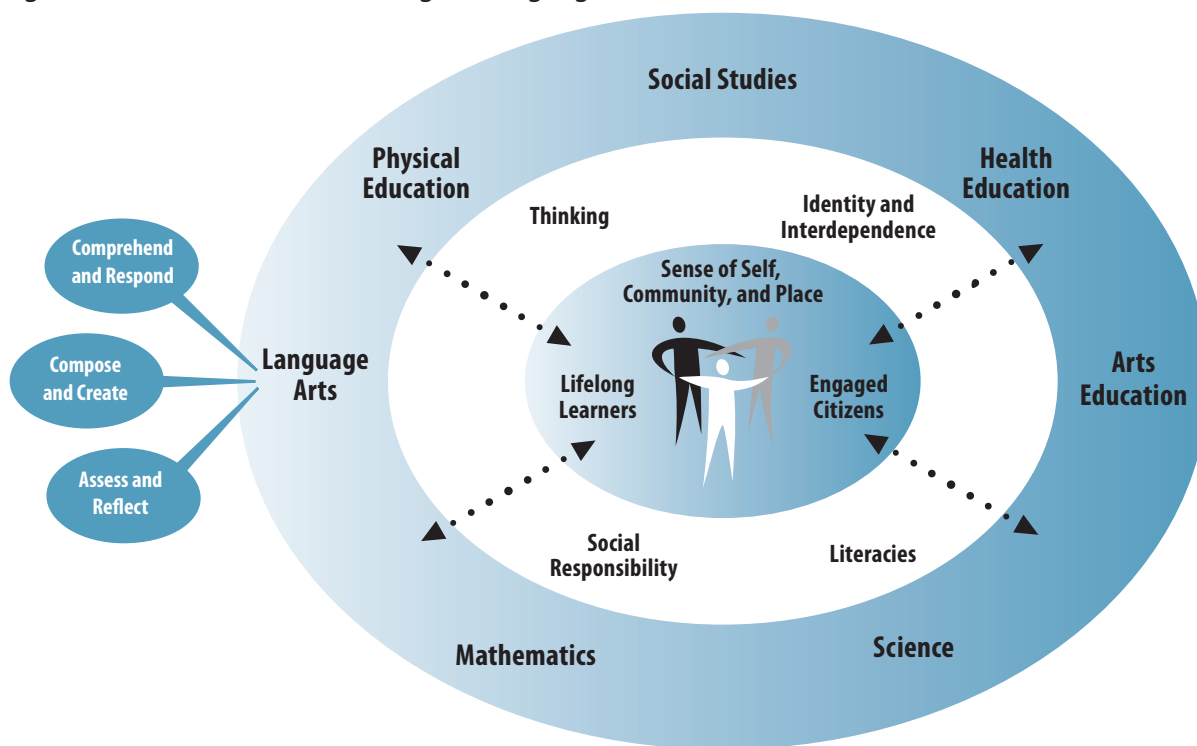 Social Studies
Physical
Education
Health
Education
Thinking
Identity and
Interdependence
Comprehend
and Respond
Sense of Self,
Community, and Place
Compose
and Create
Language
Arts
Lifelong
Learners
Engaged
Citizens
Arts
Education
Assess and
Reflect
Social
Responsibility
Literacies
Mathematics
Science